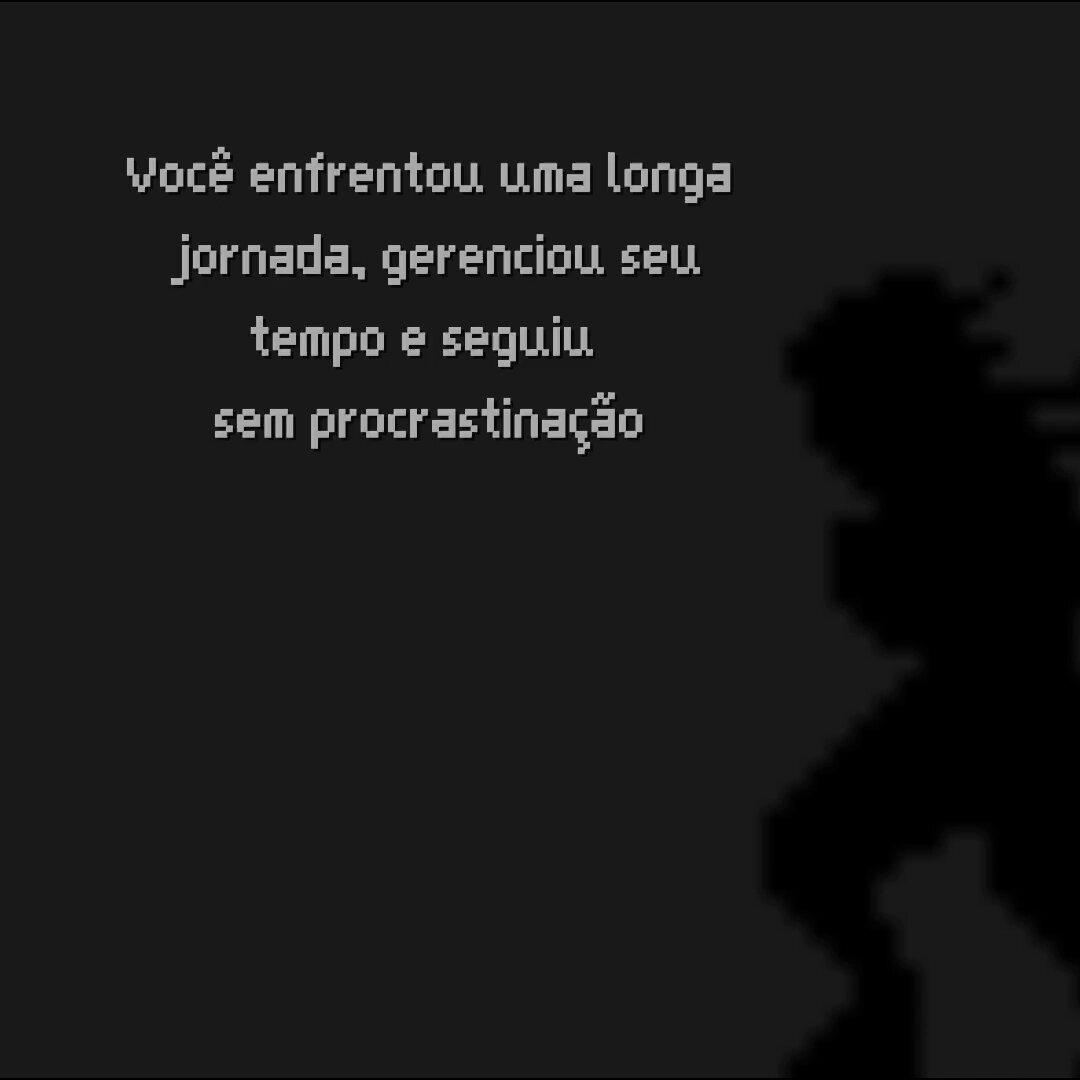 Você enfrentou uma longa
jornada, gerenciou seu
tempo e seguiu
sem procrastinação